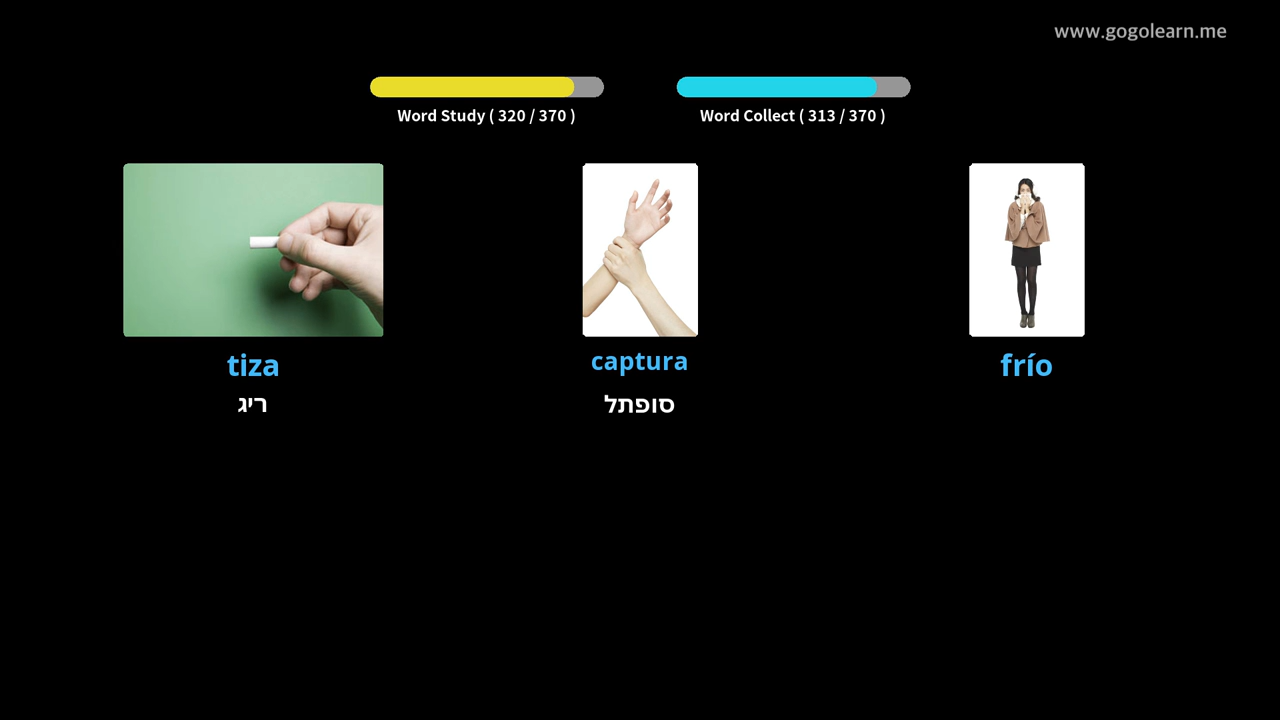 www.gogolearn.me
Word Study ( 320 / 370 )
Word Collect ( 313 / 370 )
tiza
captura
frío
ריג
סופתל